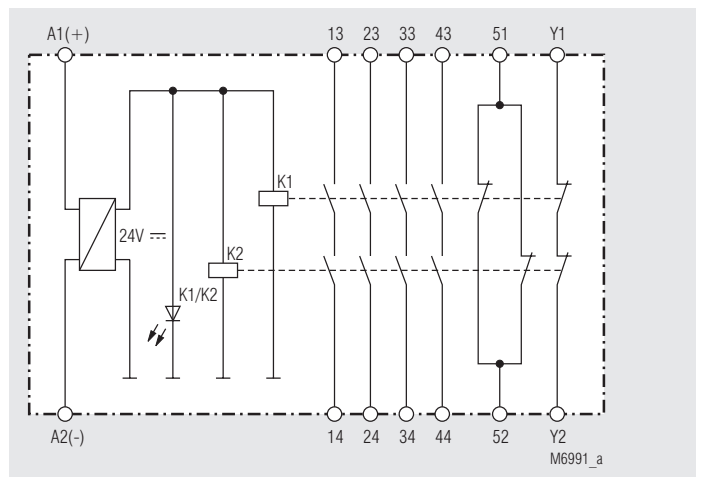 A1(+) 13 23 33 43 51 Y1
K1
24V
K2
K1/K2
A2(-) 14 24 34 44 52 Y2
M6991_a